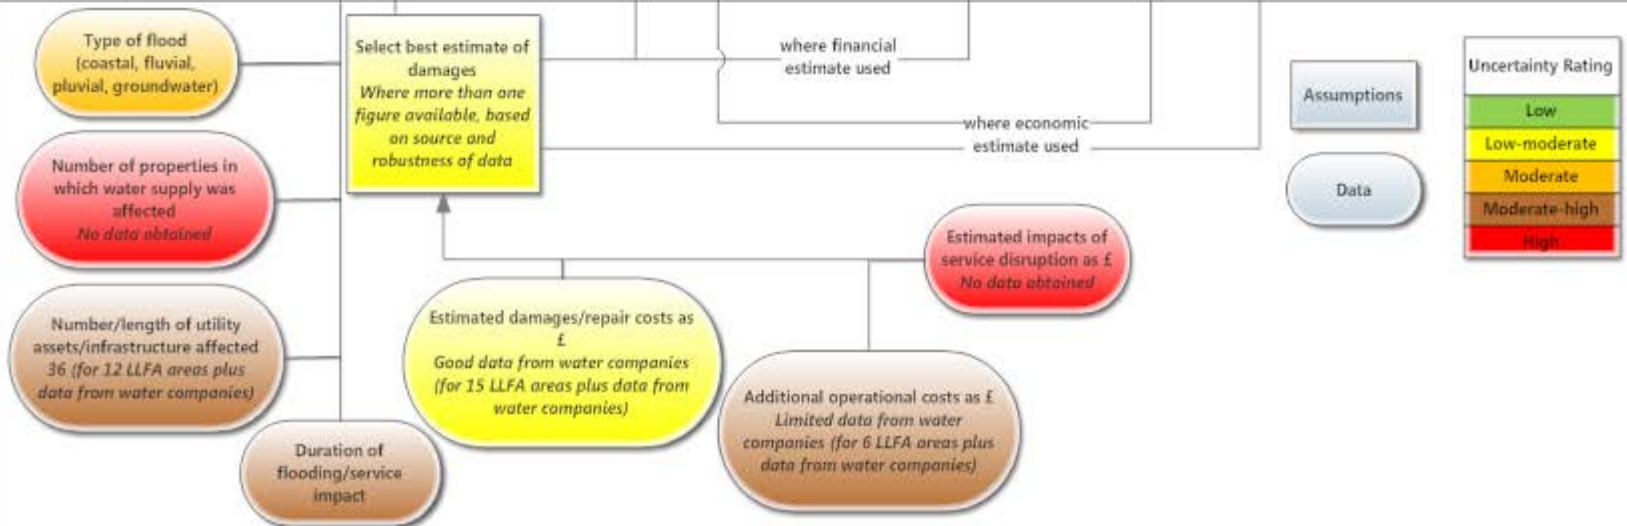 Type of flood
(coastal, fluvial,
pluvial, groundwater)
Number of properties in
which water supply was
affected
No data obtained
Number/length of utility
assets/infrastructure affected
36 (for 12 LLFA areas plus
data from water companies)
Duration of
flooding/service
impact
Select best estimate of
damages
Where more than one
figure available, based
on source and
robustness of data
Estimated damages/repair costs as
£
Good data from water companies
(for 15 LLFA areas plus data from
water companies)
where financial
estimate used
where economic
estimate used
Estimated impacts of
service disruption as £
No data obtained
Additional operational costs as £
Limited data from water
companies (for 6 LLFA areas plus
data from water companies)
Assumptions
Data
Uncertainty Rating
Low
Low-moderate
Moderate
Moderate-high
High